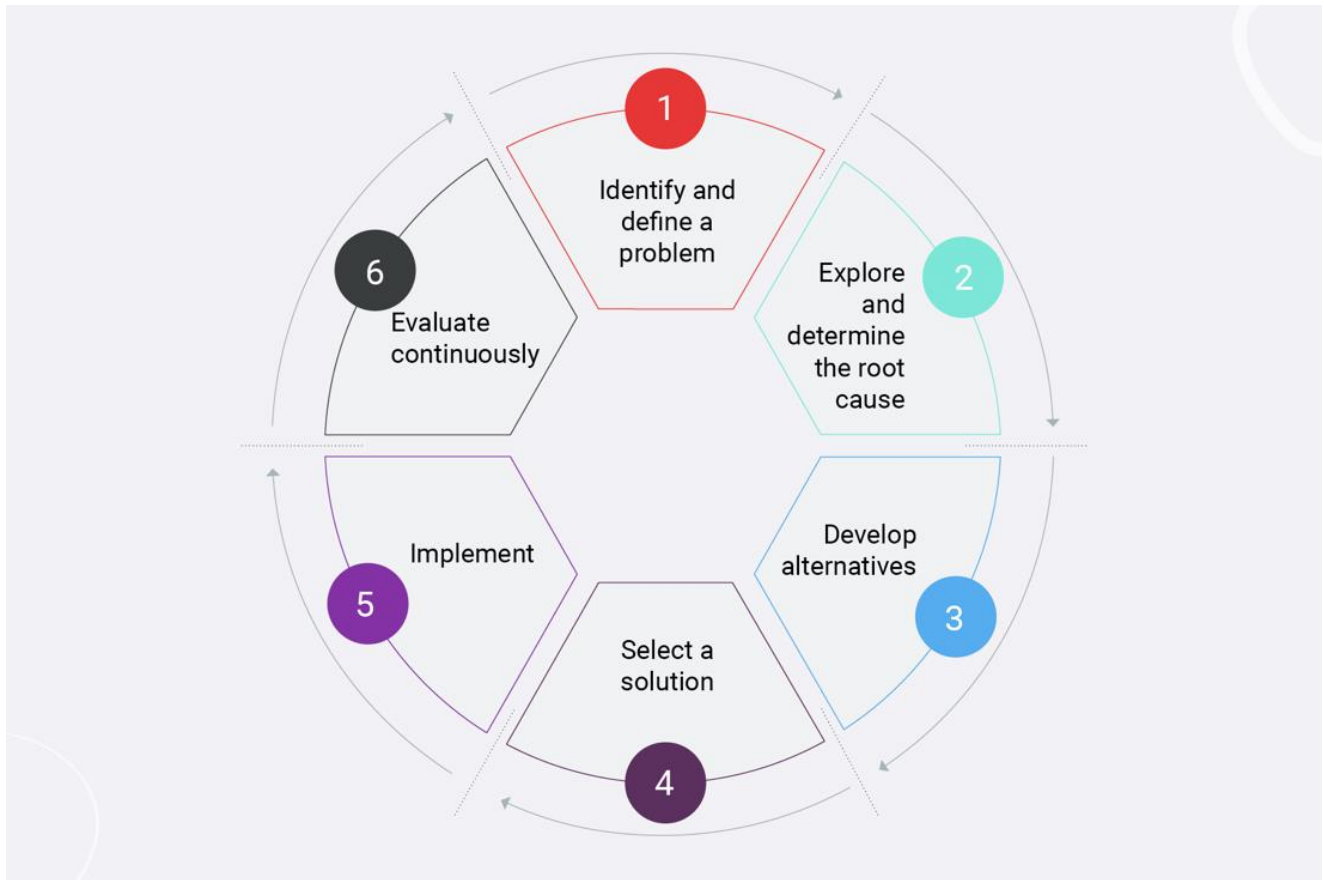 1
Identify and
define a
problem
2
Explore
and
determine
the root
cause
3
Develop
alternatives
4
Select a
solution
5
Implement
6
Evaluate
continuously